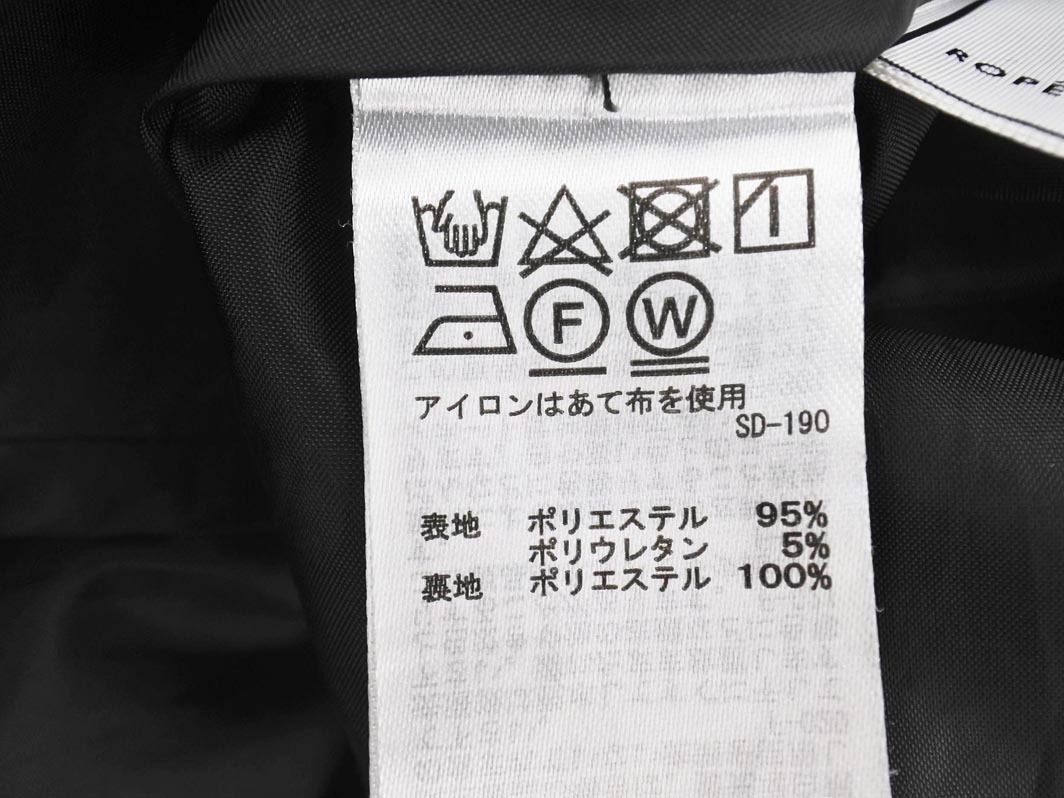 ROPÉ
F
W
アイロンはあて布を使用
SD-190
表地 ポリエステル 95%
ポリウレタン 5%
裏地 ポリエステル 100%